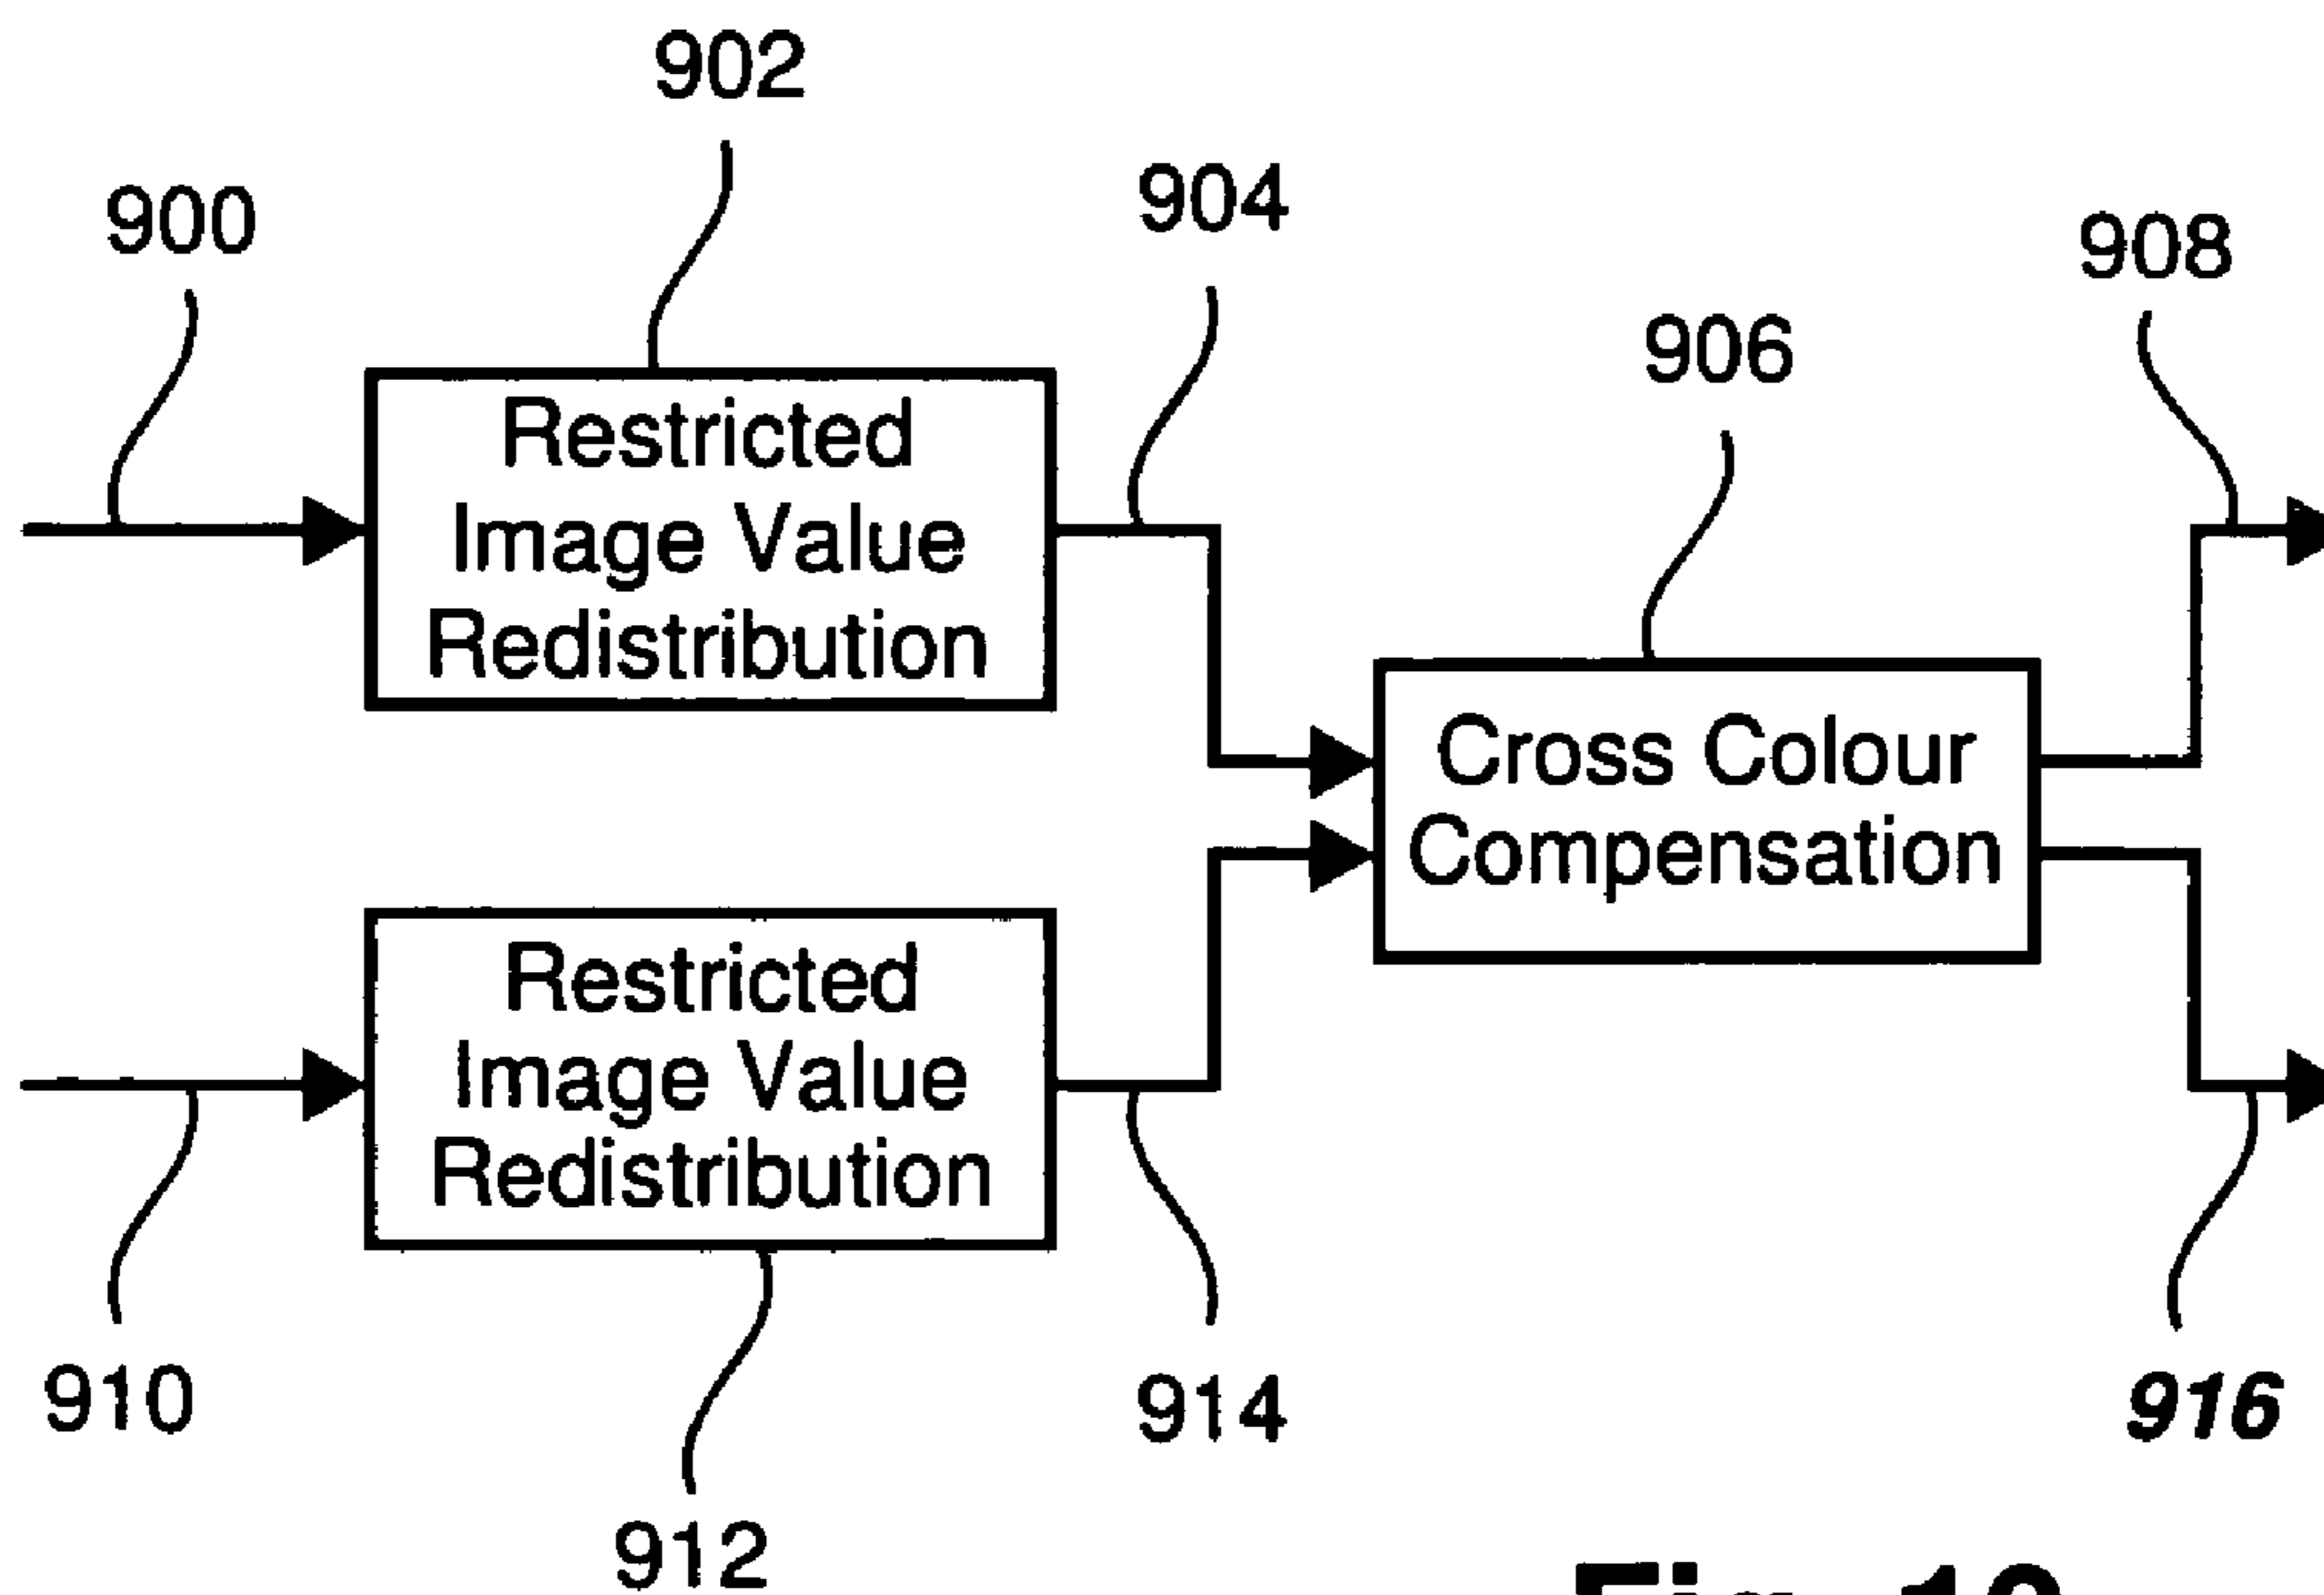 902
900
904
908
906
Restricted
Image Value
Redistribution
Cross Colour
Compensation
Restricted
Image Value
Redistribution
910
914
916
912